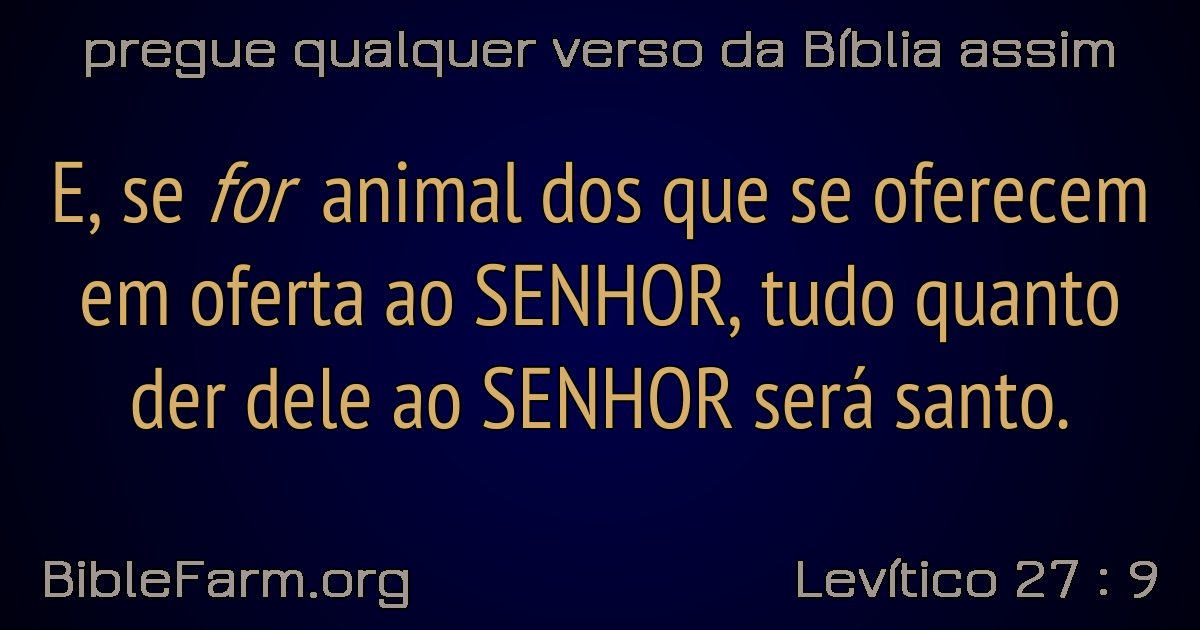 pregue qualquer verso da Bíblia assim
E, se for animal dos que se oferecem
em oferta ao SENHOR, tudo quanto
der dele ao SENHOR será santo.
BibleFarm.org
Levítico 27 : 9